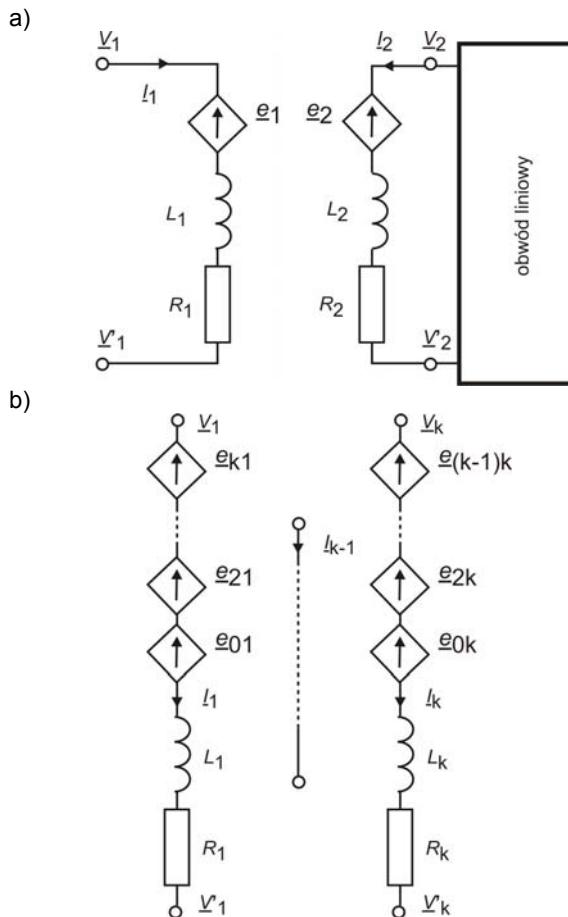 a)
V1 I1 e1 e2 I2 V2
L1 L2
R1 R2
V'1 V'2
obwód liniowy
b)
V1 Vk
ek1 e(k-1)k
Ik-1
e21 e2k
e01 e0k
I1 Ik
L1 Lk
R1 Rk
V'1 V'k